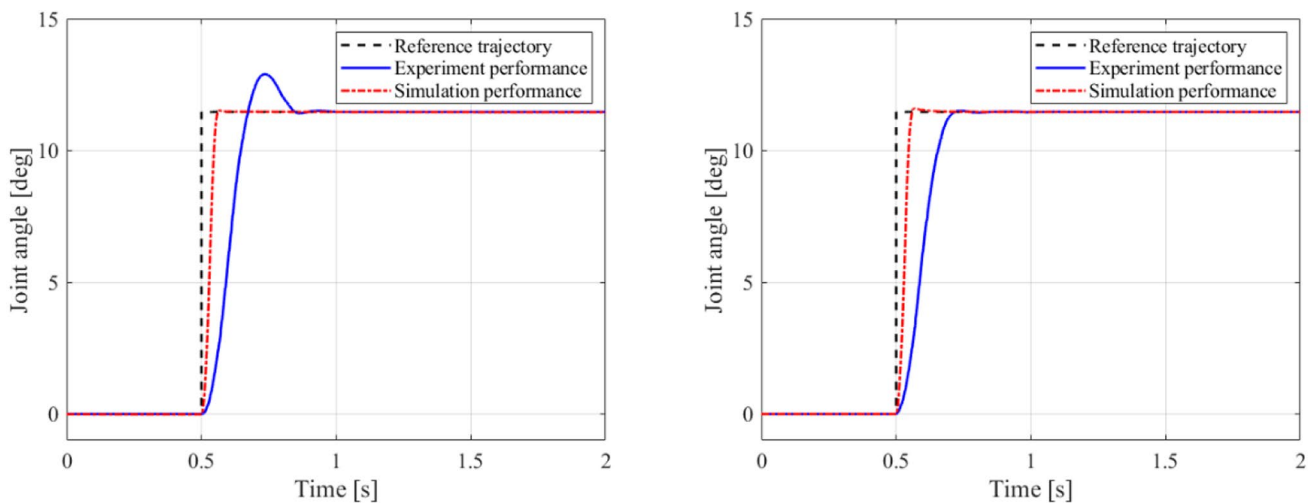 15
10
5
0
Joint angle [deg]
Reference trajectory
Experiment performance
Simulation performance
0 0.5 1 1.5 2
Time [s]
15
10
5
0
Joint angle [deg]
Reference trajectory
Experiment performance
Simulation performance
0 0.5 1 1.5 2
Time [s]